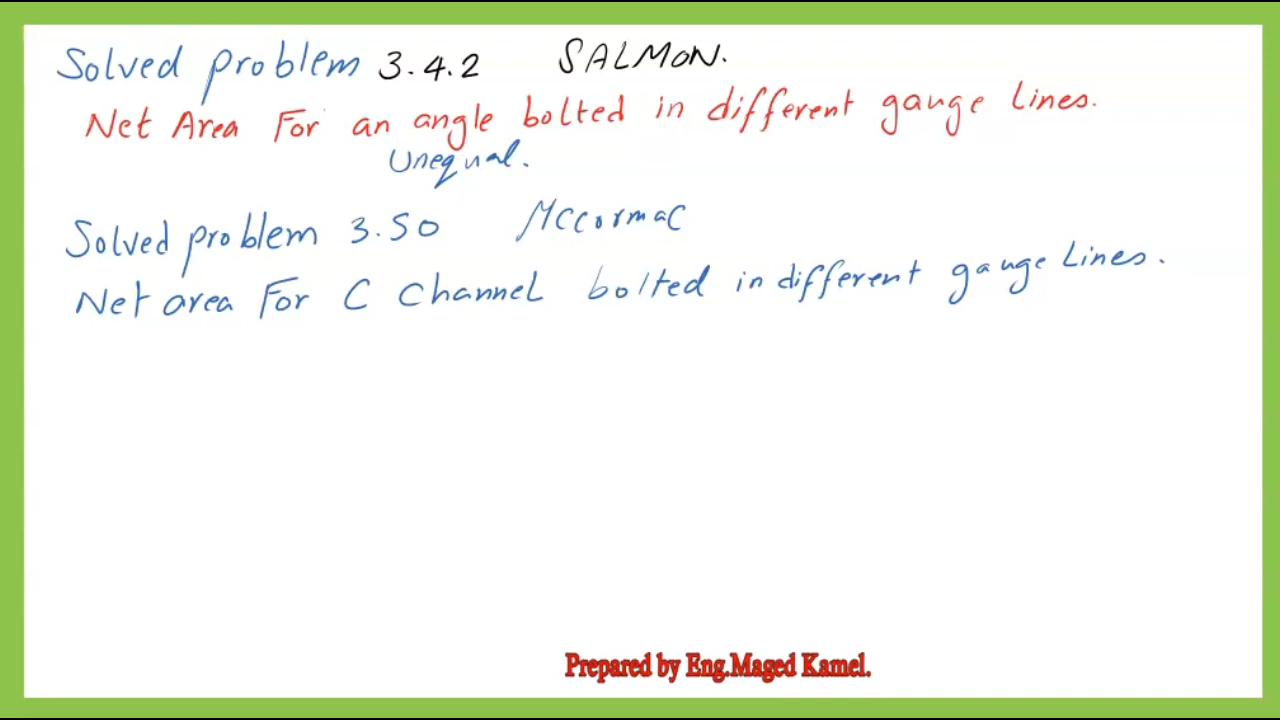 Solved problem 3.4.2 SALMON.
Net Area For an angle bolted in different gauge Lines.
Unequal.
Solved problem 3.50 McCormac
Net area For C Channel bolted in different gauge Lines.
Prepared by Eng.Maged Kamel.